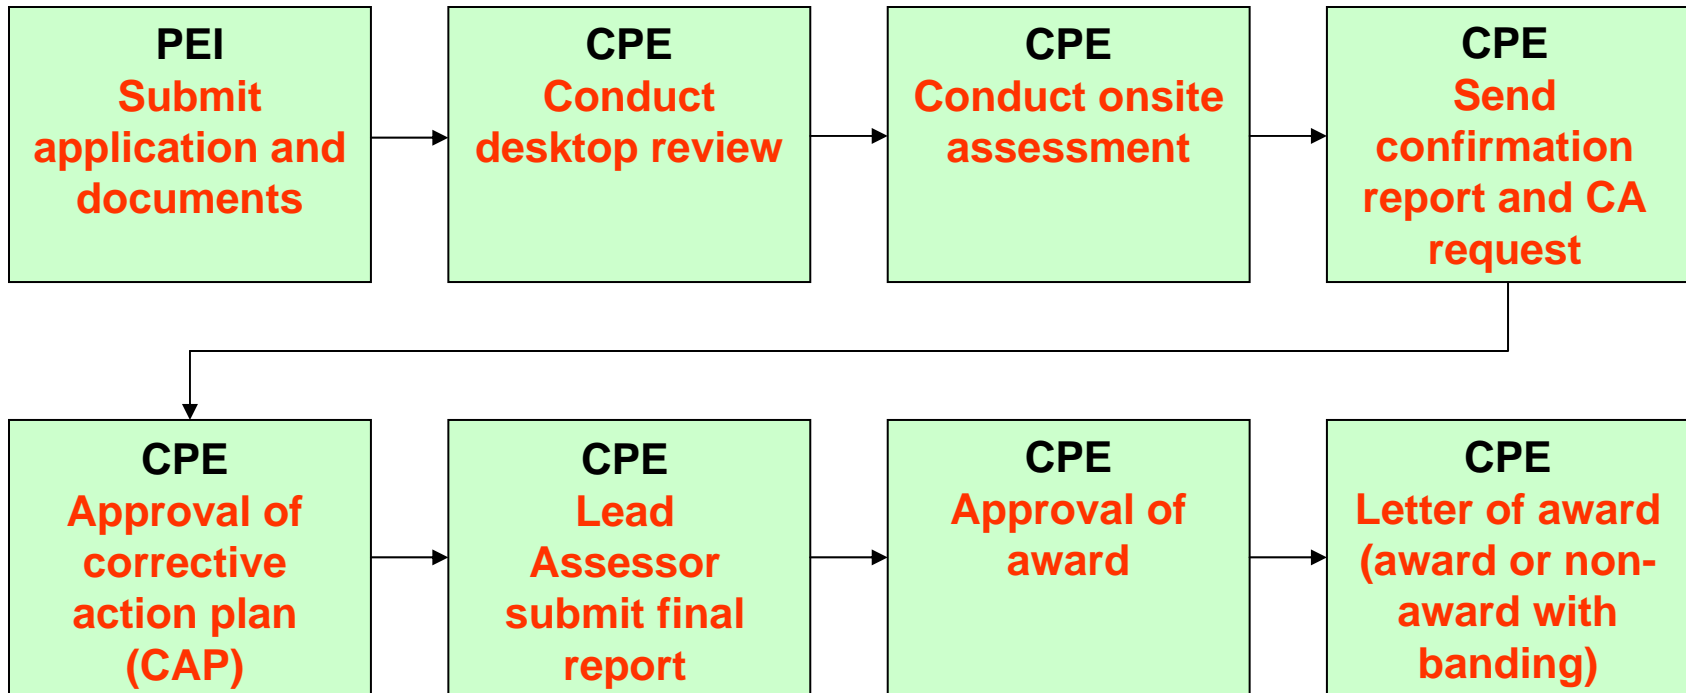 PEI
Submit
application and
documents
CPE
Conduct
desktop review
CPE
Conduct onsite
assessment
CPE
Send
confirmation
report and CA
request
CPE
Approval of
corrective
action plan
(CAP)
CPE
Lead
Assessor
submit final
report
CPE
Approval of
award
CPE
Letter of award
(award or non-
award with
banding)